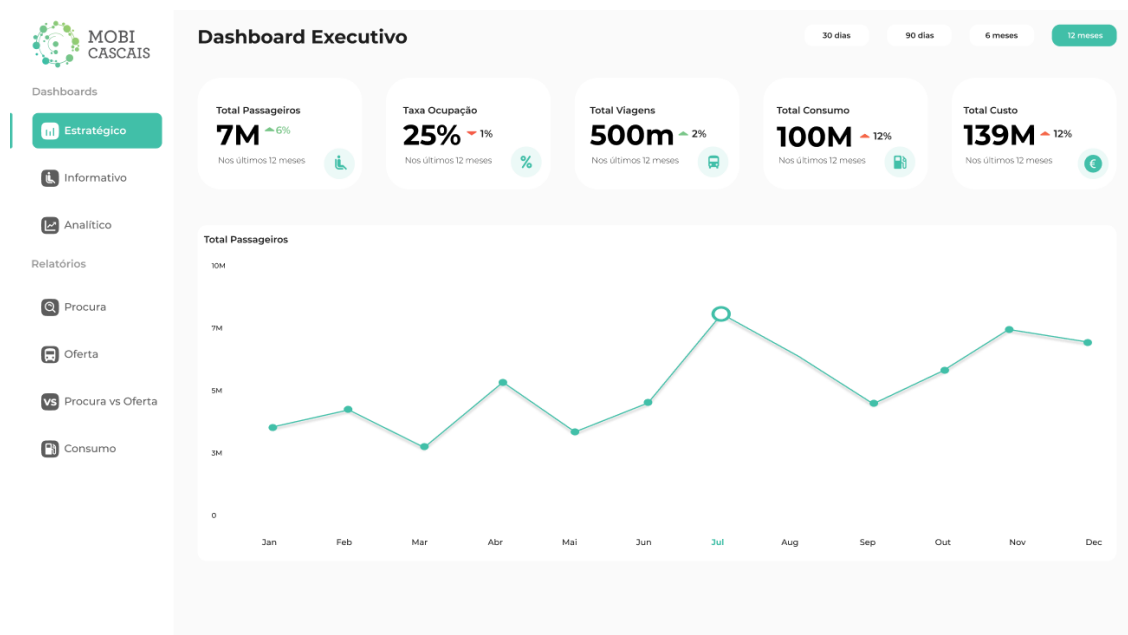 MOBI
CASCAIS
Dashboards
Estratégico
Informativo
Analítico
Relatórios
Procura
Oferta
VS Procura vs Oferta
Consumo
Dashboard Executivo
30 dias
90 dias
6 meses
12 meses
Total Passageiros
7M 6%
Nos últimos 12 meses
Taxa Ocupação
25% 1%
Nos últimos 12 meses
%
Total Viagens
500m 2%
Nos últimos 12 meses
Total Consumo
100M 12%
Nos últimos 12 meses
Total Custo
139M 12%
Nos últimos 12 meses
€
Total Passageiros
10M
7M
5M
3M
0
Jan Feb Mar Abr Mai Jun Jul Aug Sep Out Nov Dec